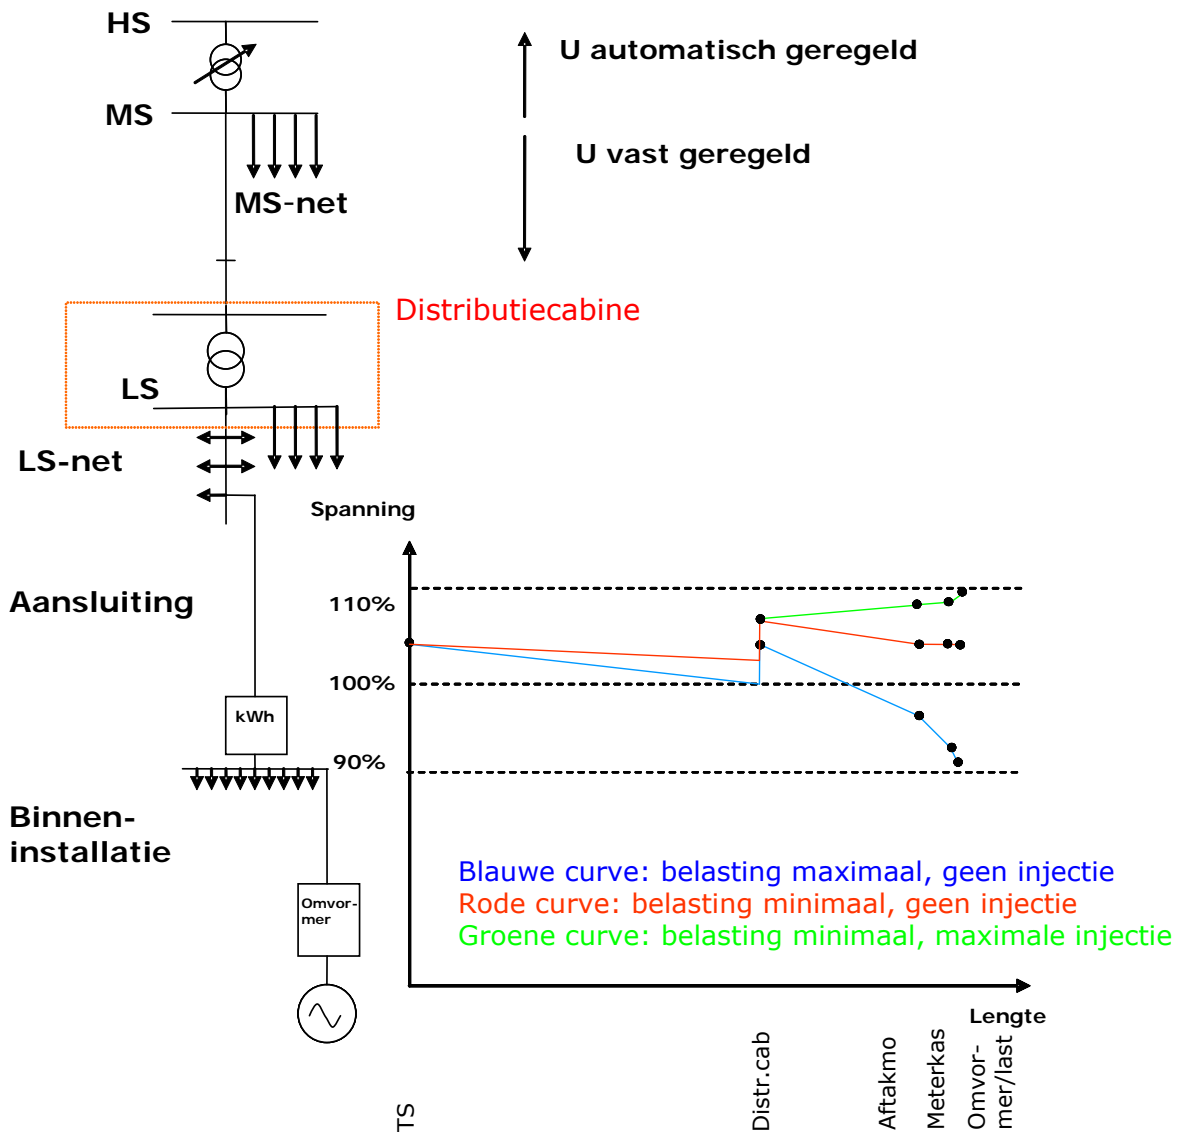 HS
U automatisch geregeld
MS
U vast geregeld
MS-net
Distributiecabine
LS
LS-net
Spanning
Aansluiting
110%
100%
kWh
90%
Binnen-
installatie
Blauwe curve: belasting maximaal, geen injectie
Rode curve: belasting minimaal, geen injectie
Groene curve: belasting minimaal, maximale injectie
Omvor-
mer
Lengte
TS
Distr.cab
Aftakmo
Meterkas
Omvor-
mer/last